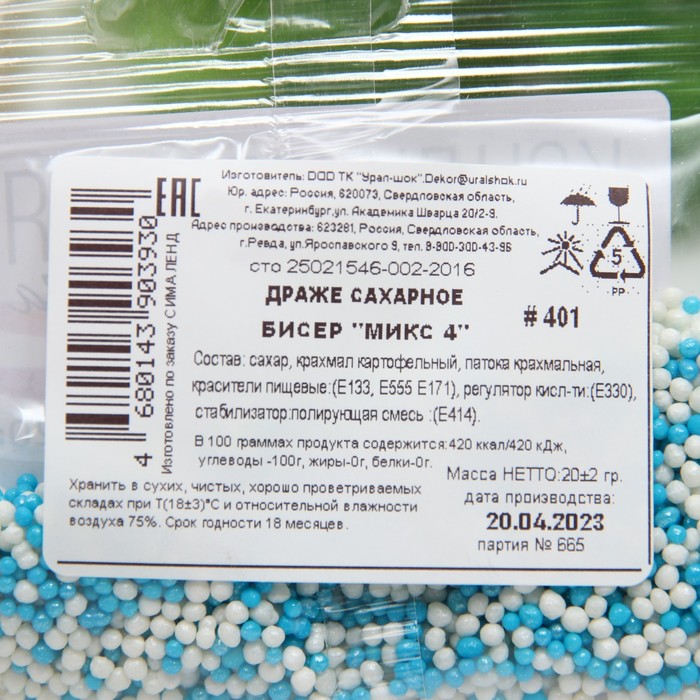 Изготовитель: ООО ТК "Урал-шок".Dekor@uralshok.ru
Юр. адрес: Россия, 620073, Свердловская область,
г. Екатеринбург,ул. Академика Шварца 20/2-9.
Адрес производства: 623281, Россия, Свердловская область,
г.Ревда, ул.Ярославского 9, тел. 8-800-300-43-96
сто 25021546-002-2016
ДРАЖЕ САХАРНОЕ
БИСЕР "МИКС 4"
# 401
EAC
5
PP
4 680143 903930
Изготовлено по заказу СИМА ЛЕНД
Состав: сахар, крахмал картофельный, патока крахмальная,
красители пищевые:(Е133, Е555 Е171), регулятор кисл-ти:(Е330),
стабилизатор:полирующая смесь :(Е414).
В 100 граммах продукта содержится:420 ккал/420 кДж,
углеводы -100г, жиры-0г, белки-0г.
Масса НЕТТО:20±2 гр.
дата производства:
20.04.2023
партия № 665
Хранить в сухих, чистых, хорошо проветриваемых
складах при Т(18±3)°С и относительной влажности
воздуха 75%. Срок годности 18 месяцев.